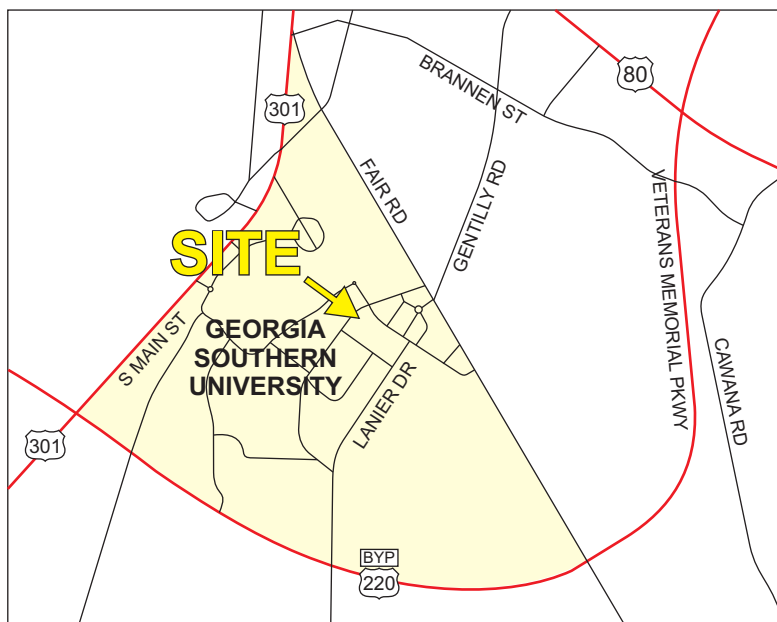 80
BRANNEN ST
301
FAIR RD
GENTILLY RD
VETERANS MEMORIAL PKWY
SITE
S MAIN ST
GEORGIA
SOUTHERN
UNIVERSITY
LANIER DR
CAWANA RD
301
BYP
220